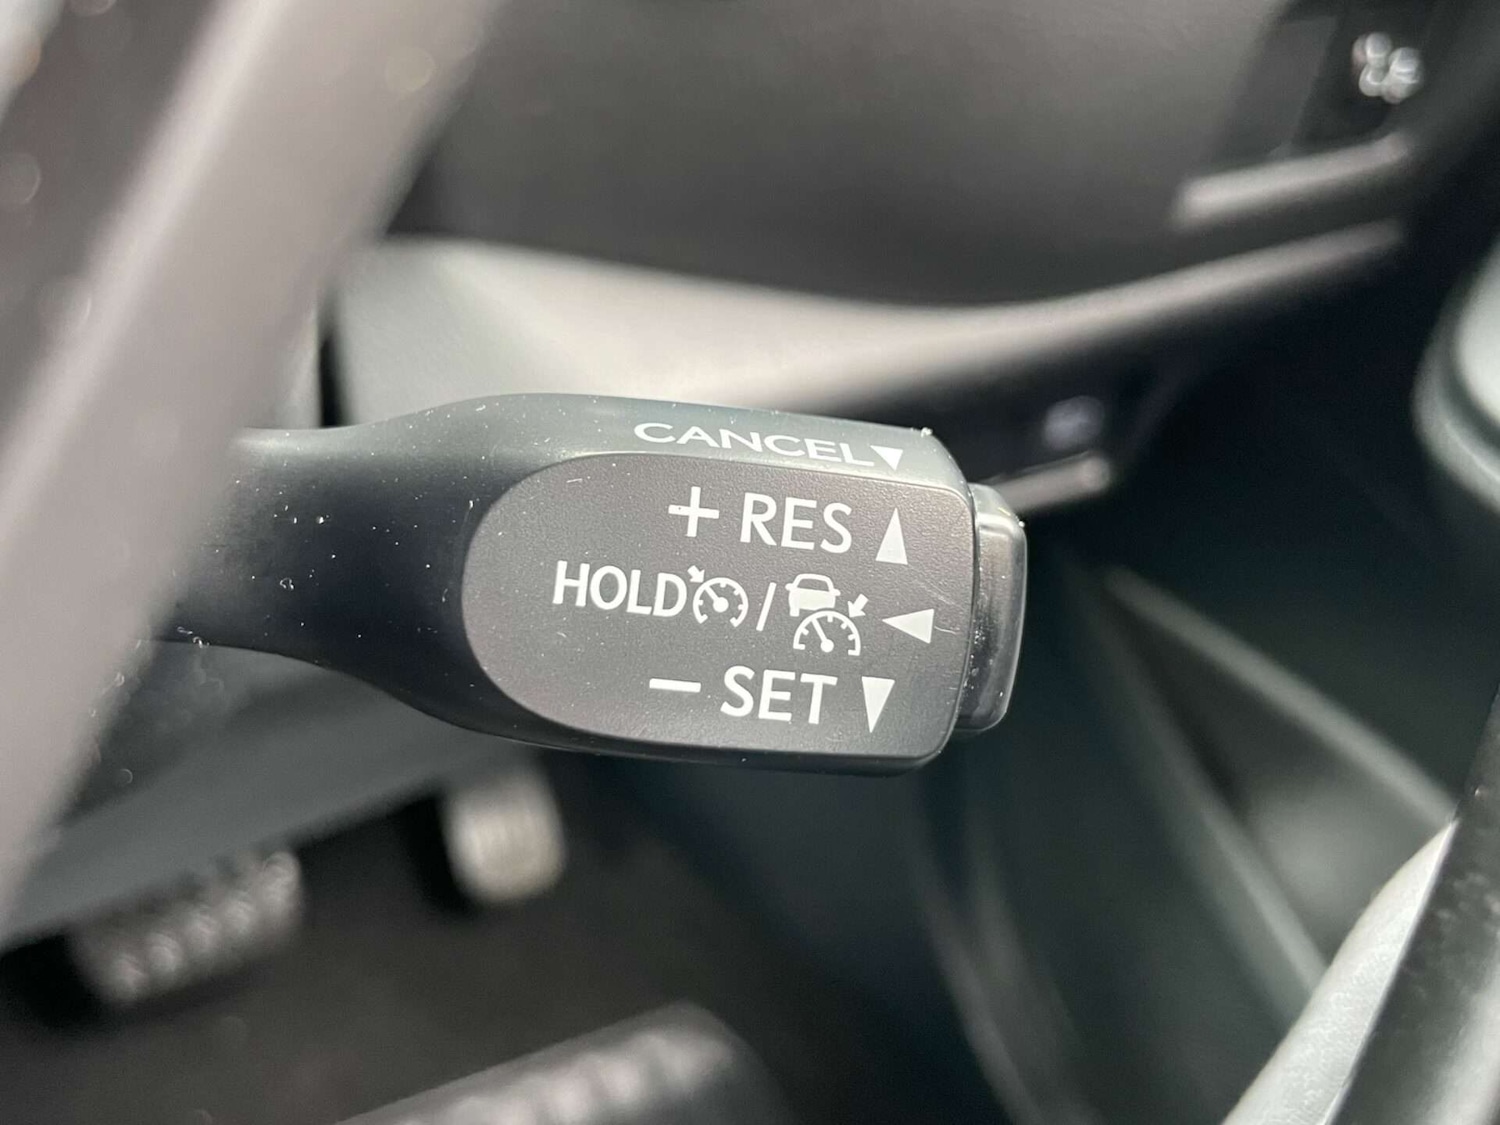 CANCEL▼
+ RES ▲
HOLD / ◀
− SET ▼